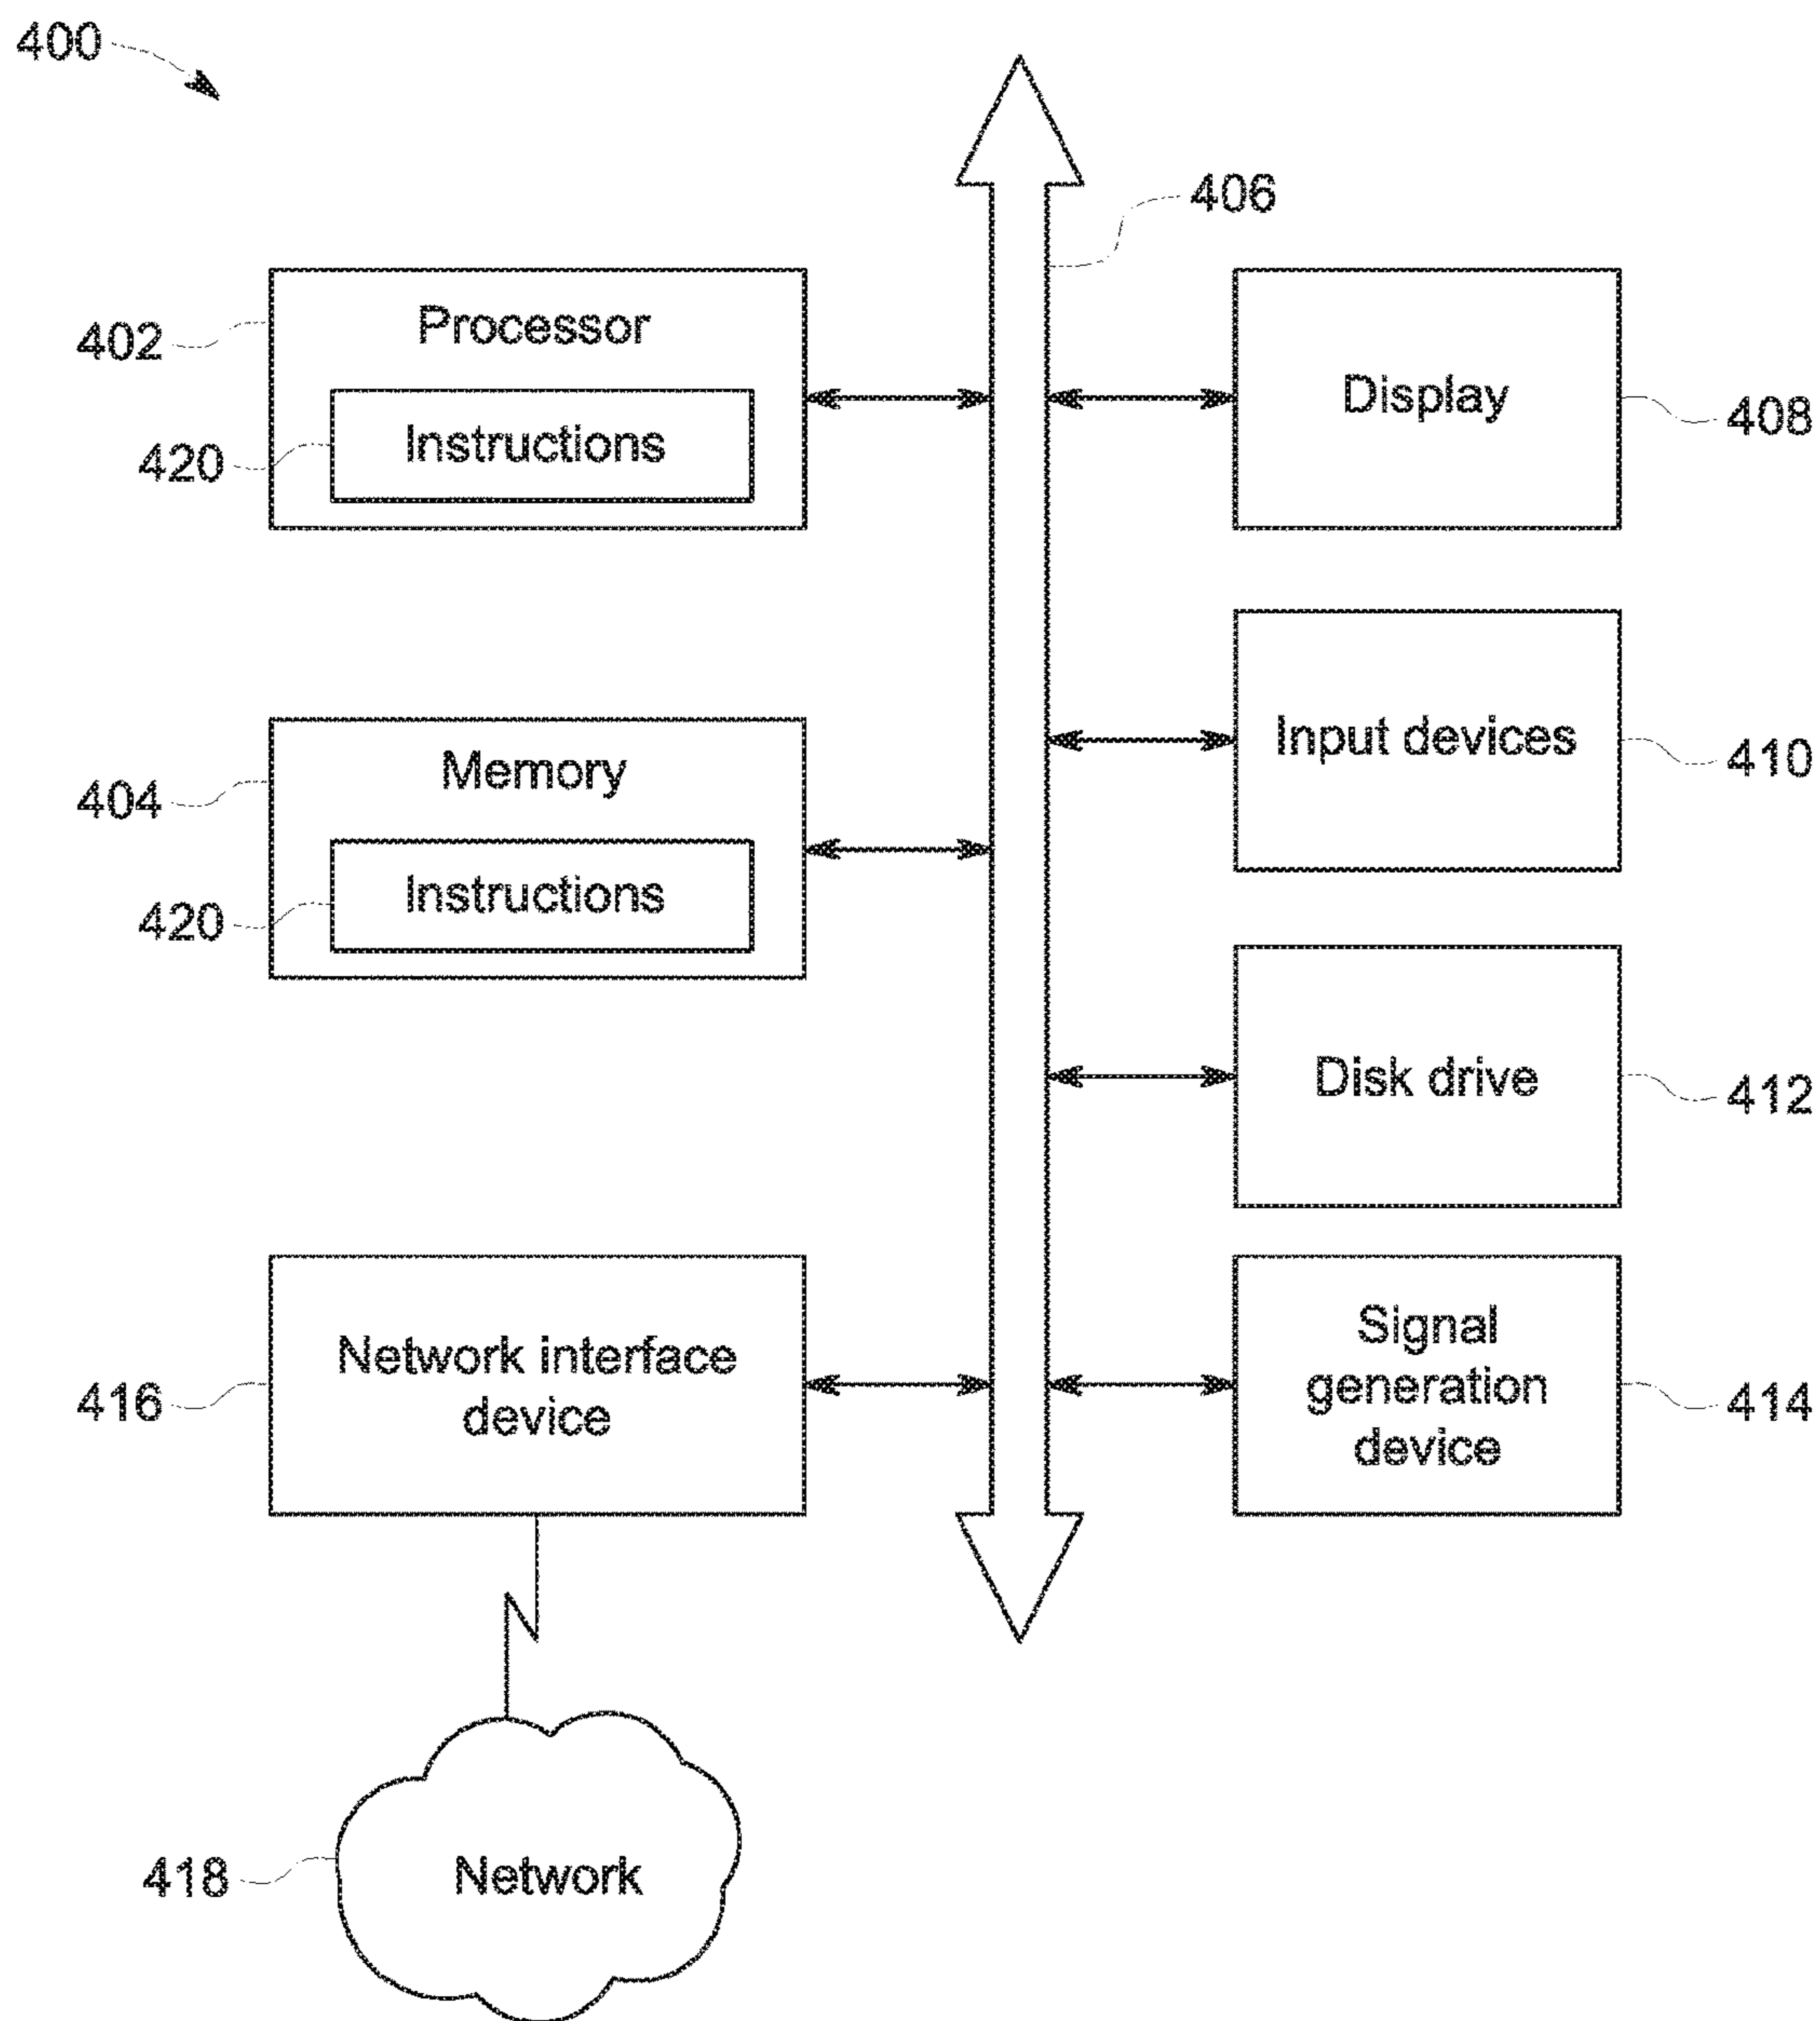 400
406
402
Processor
420
Instructions
Display
408
404
Memory
420
Instructions
Input devices
410
Disk drive
412
416
Network interface
device
Signal
generation
device
414
418
Network